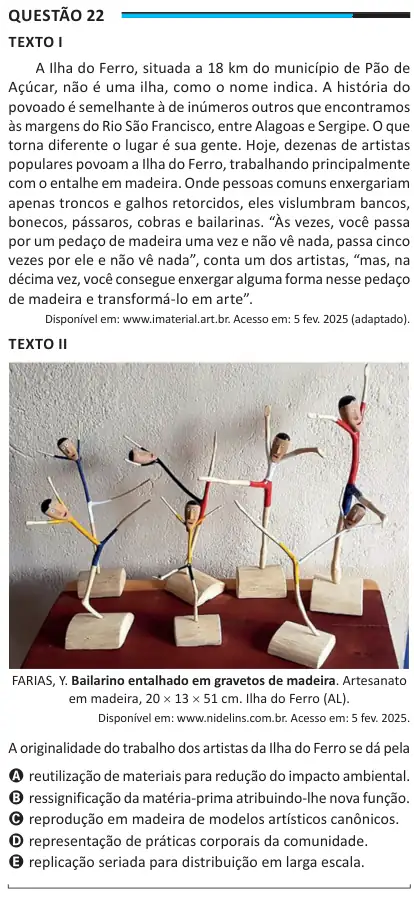 QUESTÃO 22
TEXTO I
A Ilha do Ferro, situada a 18 km do município de Pão de
Açúcar, não é uma ilha, como o nome indica. A história do
povoado é semelhante à de inúmeros outros que encontramos
às margens do Rio São Francisco, entre Alagoas e Sergipe. O que
torna diferente o lugar é sua gente. Hoje, dezenas de artistas
populares povoam a Ilha do Ferro, trabalhando principalmente
com o entalhe em madeira. Onde pessoas comuns enxergariam
apenas troncos e galhos retorcidos, eles vislumbram bancos,
bonecos, pássaros, cobras e bailarinas. “Às vezes, você passa
por um pedaço de madeira uma vez e não vê nada, passa cinco
vezes por ele e não vê nada”, conta um dos artistas, “mas, na
décima vez, você consegue enxergar alguma forma nesse pedaço
de madeira e transformá-lo em arte”.
Disponível em: www.imaterial.art.br. Acesso em: 5 fev. 2025 (adaptado).
TEXTO II
FARIAS, Y. Bailarino entalhado em gravetos de madeira. Artesanato
em madeira, 20 × 13 × 51 cm. Ilha do Ferro (AL).
Disponível em: www.nidelins.com.br. Acesso em: 5 fev. 2025.
A originalidade do trabalho dos artistas da Ilha do Ferro se dá pela
A reutilização de materiais para redução do impacto ambiental.
B ressignificação da matéria-prima atribuindo-lhe nova função.
C reprodução em madeira de modelos artísticos canônicos.
D representação de práticas corporais da comunidade.
E replicação seriada para distribuição em larga escala.